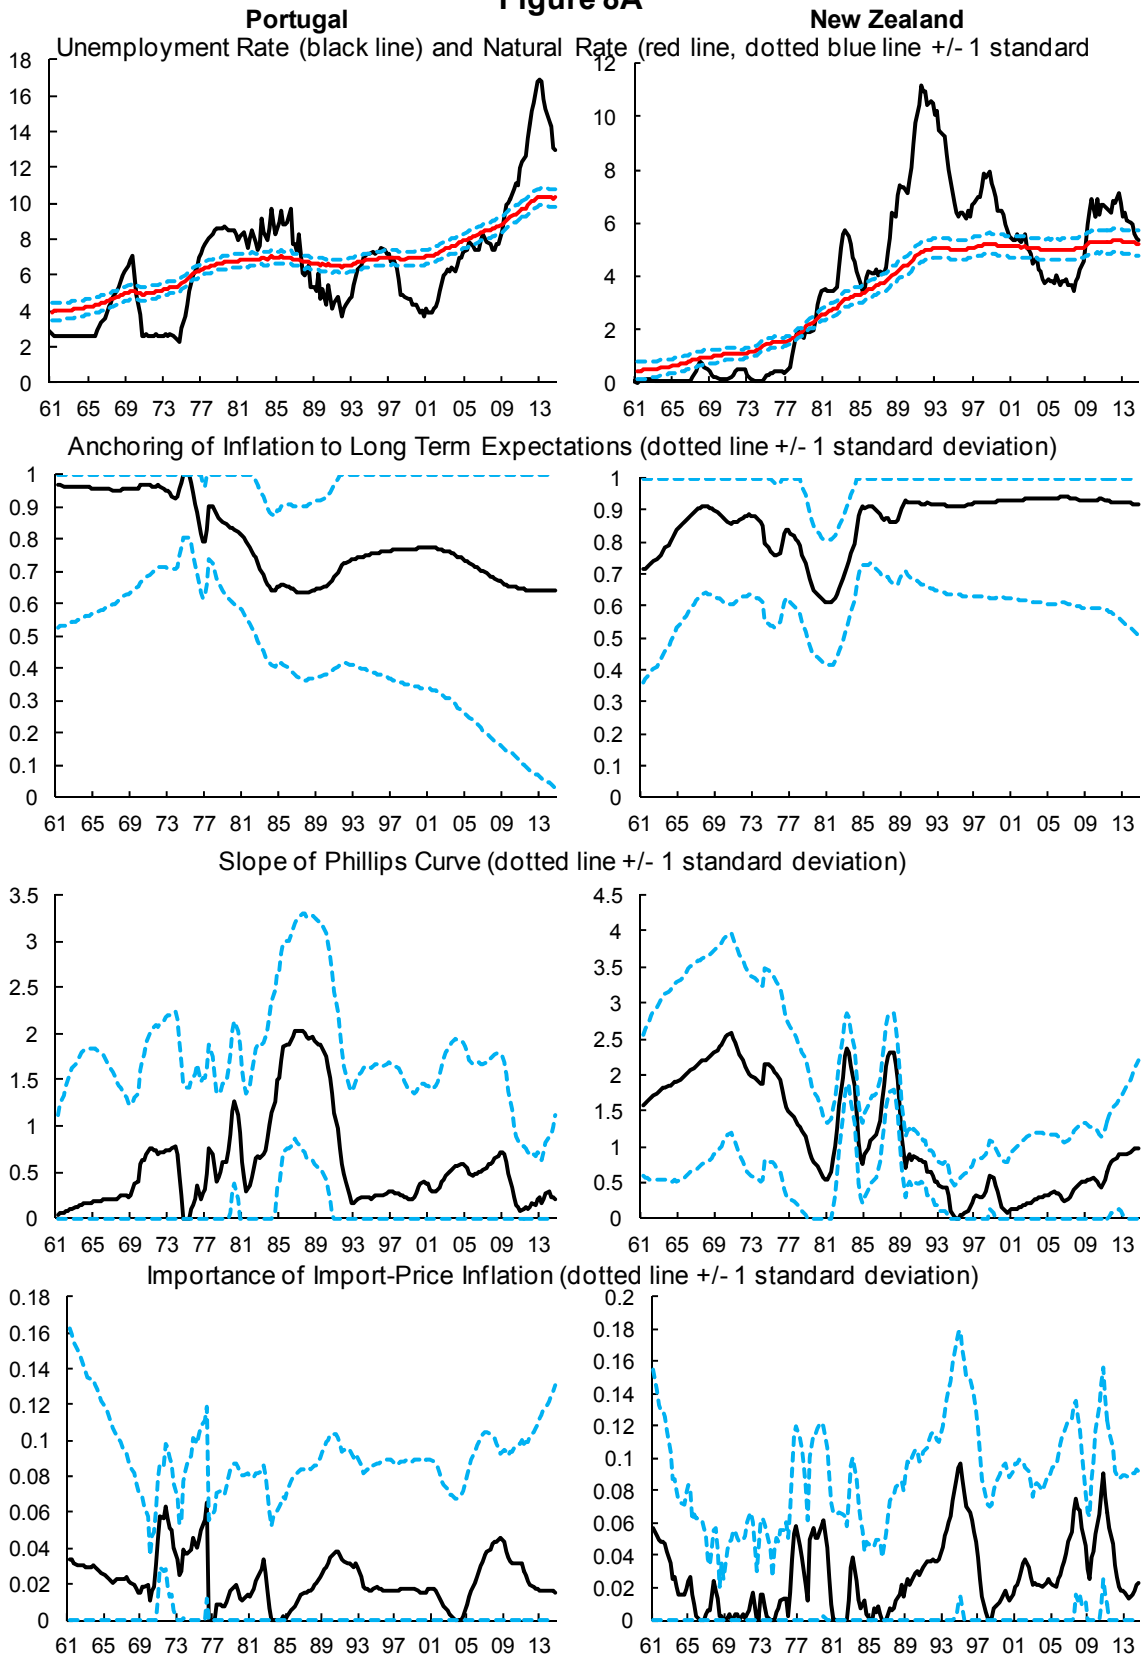 Figure 8A
Portugal New Zealand
Unemployment Rate (black line) and Natural Rate (red line, dotted blue line +/- 1 standard
18 16 14 12 10 8 6 4 2 0
61 65 69 73 77 81 85 89 93 97 01 05 09 13
12 10 8 6 4 2 0
61 65 69 73 77 81 85 89 93 97 01 05 09 13
Anchoring of Inflation to Long Term Expectations (dotted line +/- 1 standard deviation)
1 0.9 0.8 0.7 0.6 0.5 0.4 0.3 0.2 0.1 0
61 65 69 73 77 81 85 89 93 97 01 05 09 13
1 0.9 0.8 0.7 0.6 0.5 0.4 0.3 0.2 0.1 0
61 65 69 73 77 81 85 89 93 97 01 05 09 13
Slope of Phillips Curve (dotted line +/- 1 standard deviation)
3.5 3 2.5 2 1.5 1 0.5 0
61 65 69 73 77 81 85 89 93 97 01 05 09 13
4.5 4 3.5 3 2.5 2 1.5 1 0.5 0
61 65 69 73 77 81 85 89 93 97 01 05 09 13
Importance of Import-Price Inflation (dotted line +/- 1 standard deviation)
0.18 0.16 0.14 0.12 0.1 0.08 0.06 0.04 0.02 0
61 65 69 73 77 81 85 89 93 97 01 05 09 13
0.2 0.18 0.16 0.14 0.12 0.1 0.08 0.06 0.04 0.02 0
61 65 69 73 77 81 85 89 93 97 01 05 09 13